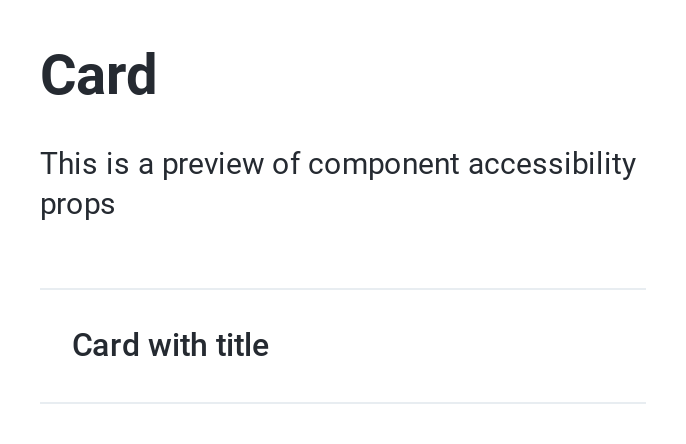 Card
This is a preview of component accessibility
props
Card with title